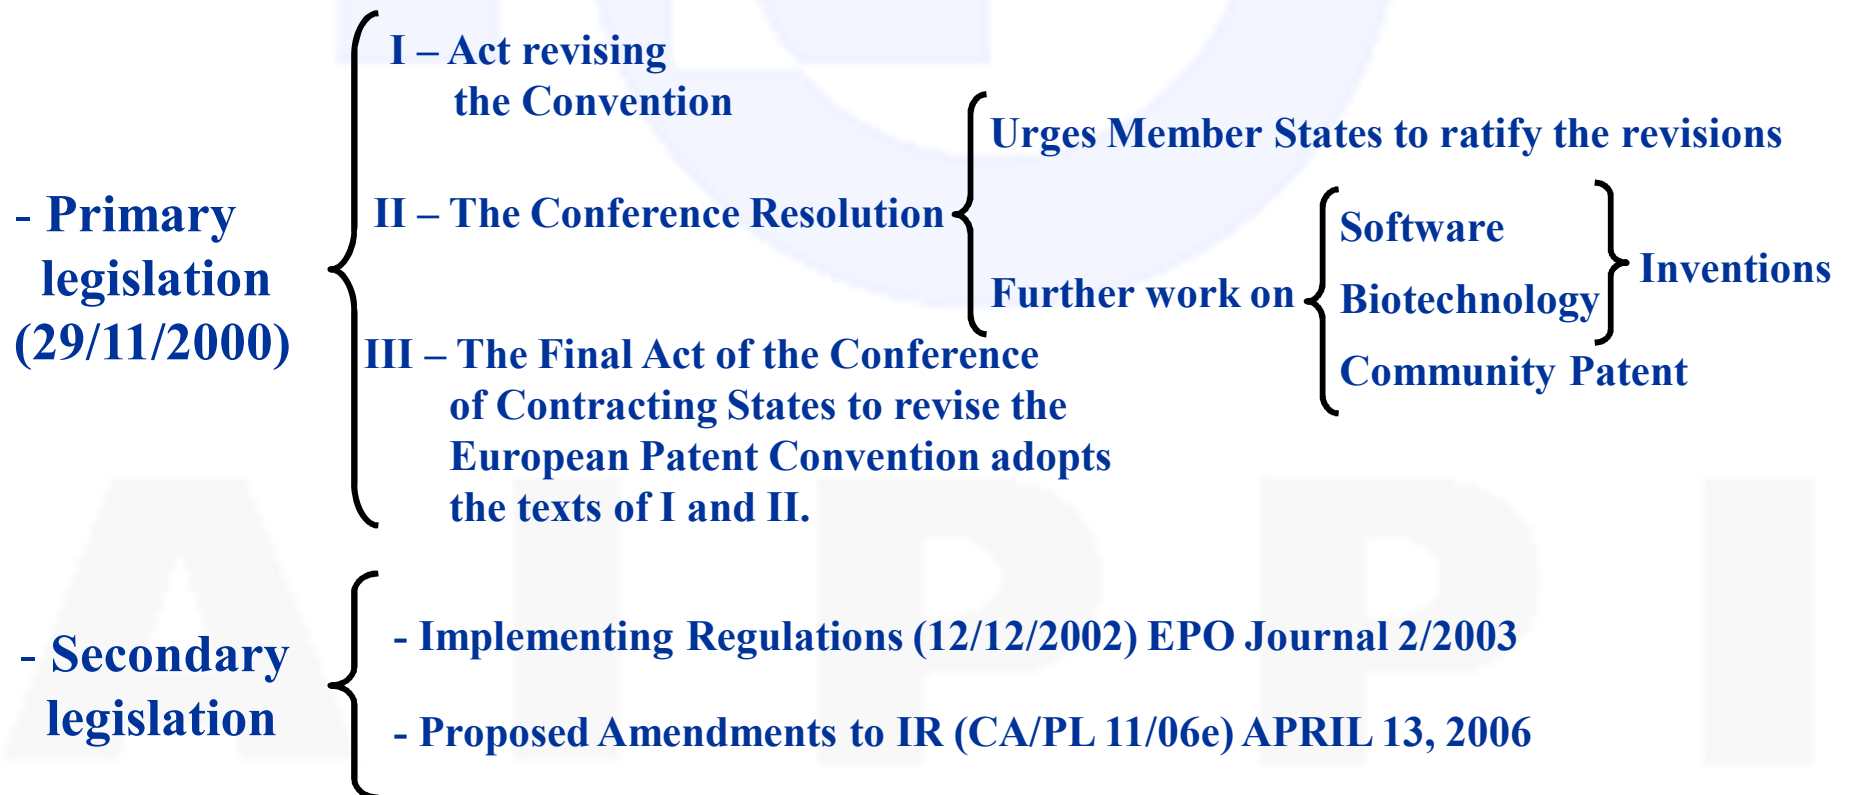 - Primary
legislation
(29/11/2000)
I – Act revising
the Convention
II – The Conference Resolution
Urges Member States to ratify the revisions
Further work on
Software
Biotechnology
Inventions
Community Patent
III – The Final Act of the Conference
of Contracting States to revise the
European Patent Convention adopts
the texts of I and II.
- Secondary
legislation
- Implementing Regulations (12/12/2002) EPO Journal 2/2003
- Proposed Amendments to IR (CA/PL 11/06e) APRIL 13, 2006
AIPPI